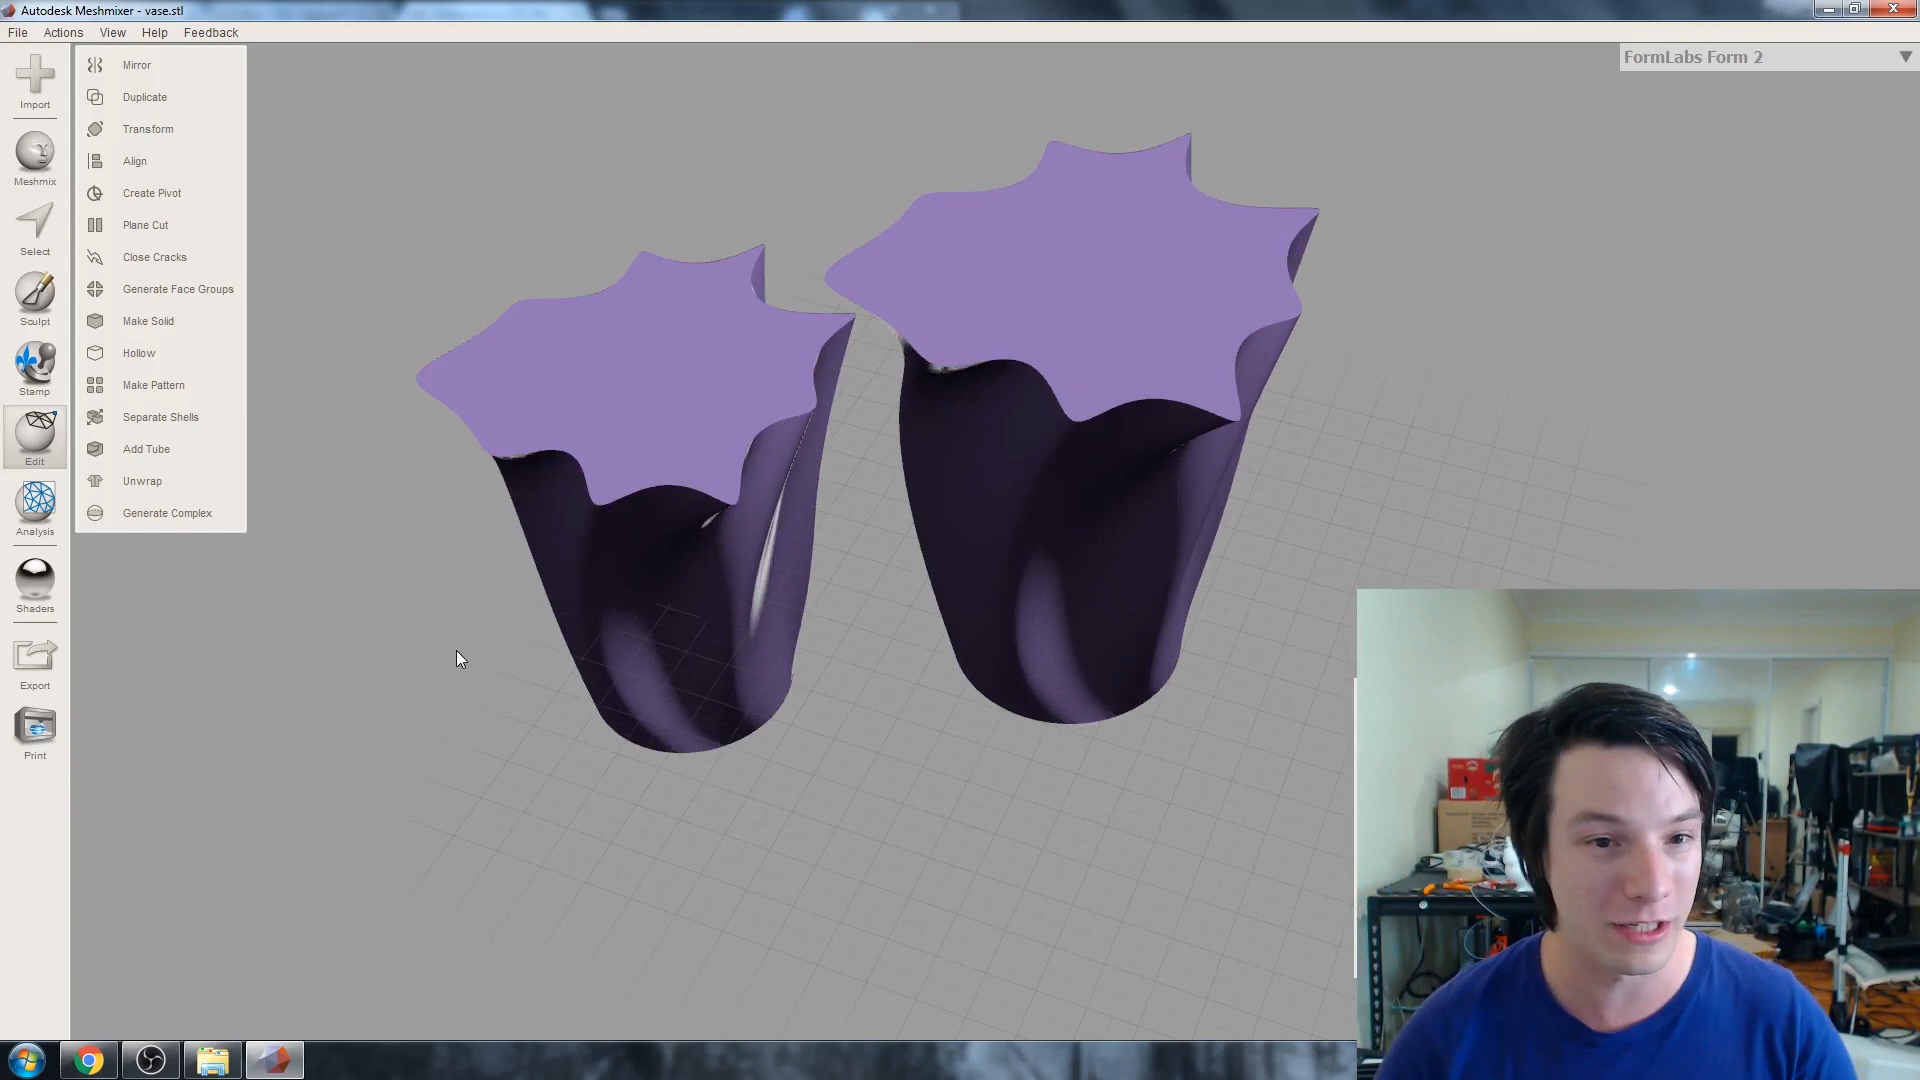 Autodesk Meshmixer - vase.stl
File Actions View Help Feedback
FormLabs Form 2
Import
Meshmix
Select
Sculpt
Stamp
Edit
Analysis
Shaders
Export
Print
Mirror
Duplicate
Transform
Align
Create Pivot
Plane Cut
Close Cracks
Generate Face Groups
Make Solid
Hollow
Make Pattern
Separate Shells
Add Tube
Unwrap
Generate Complex